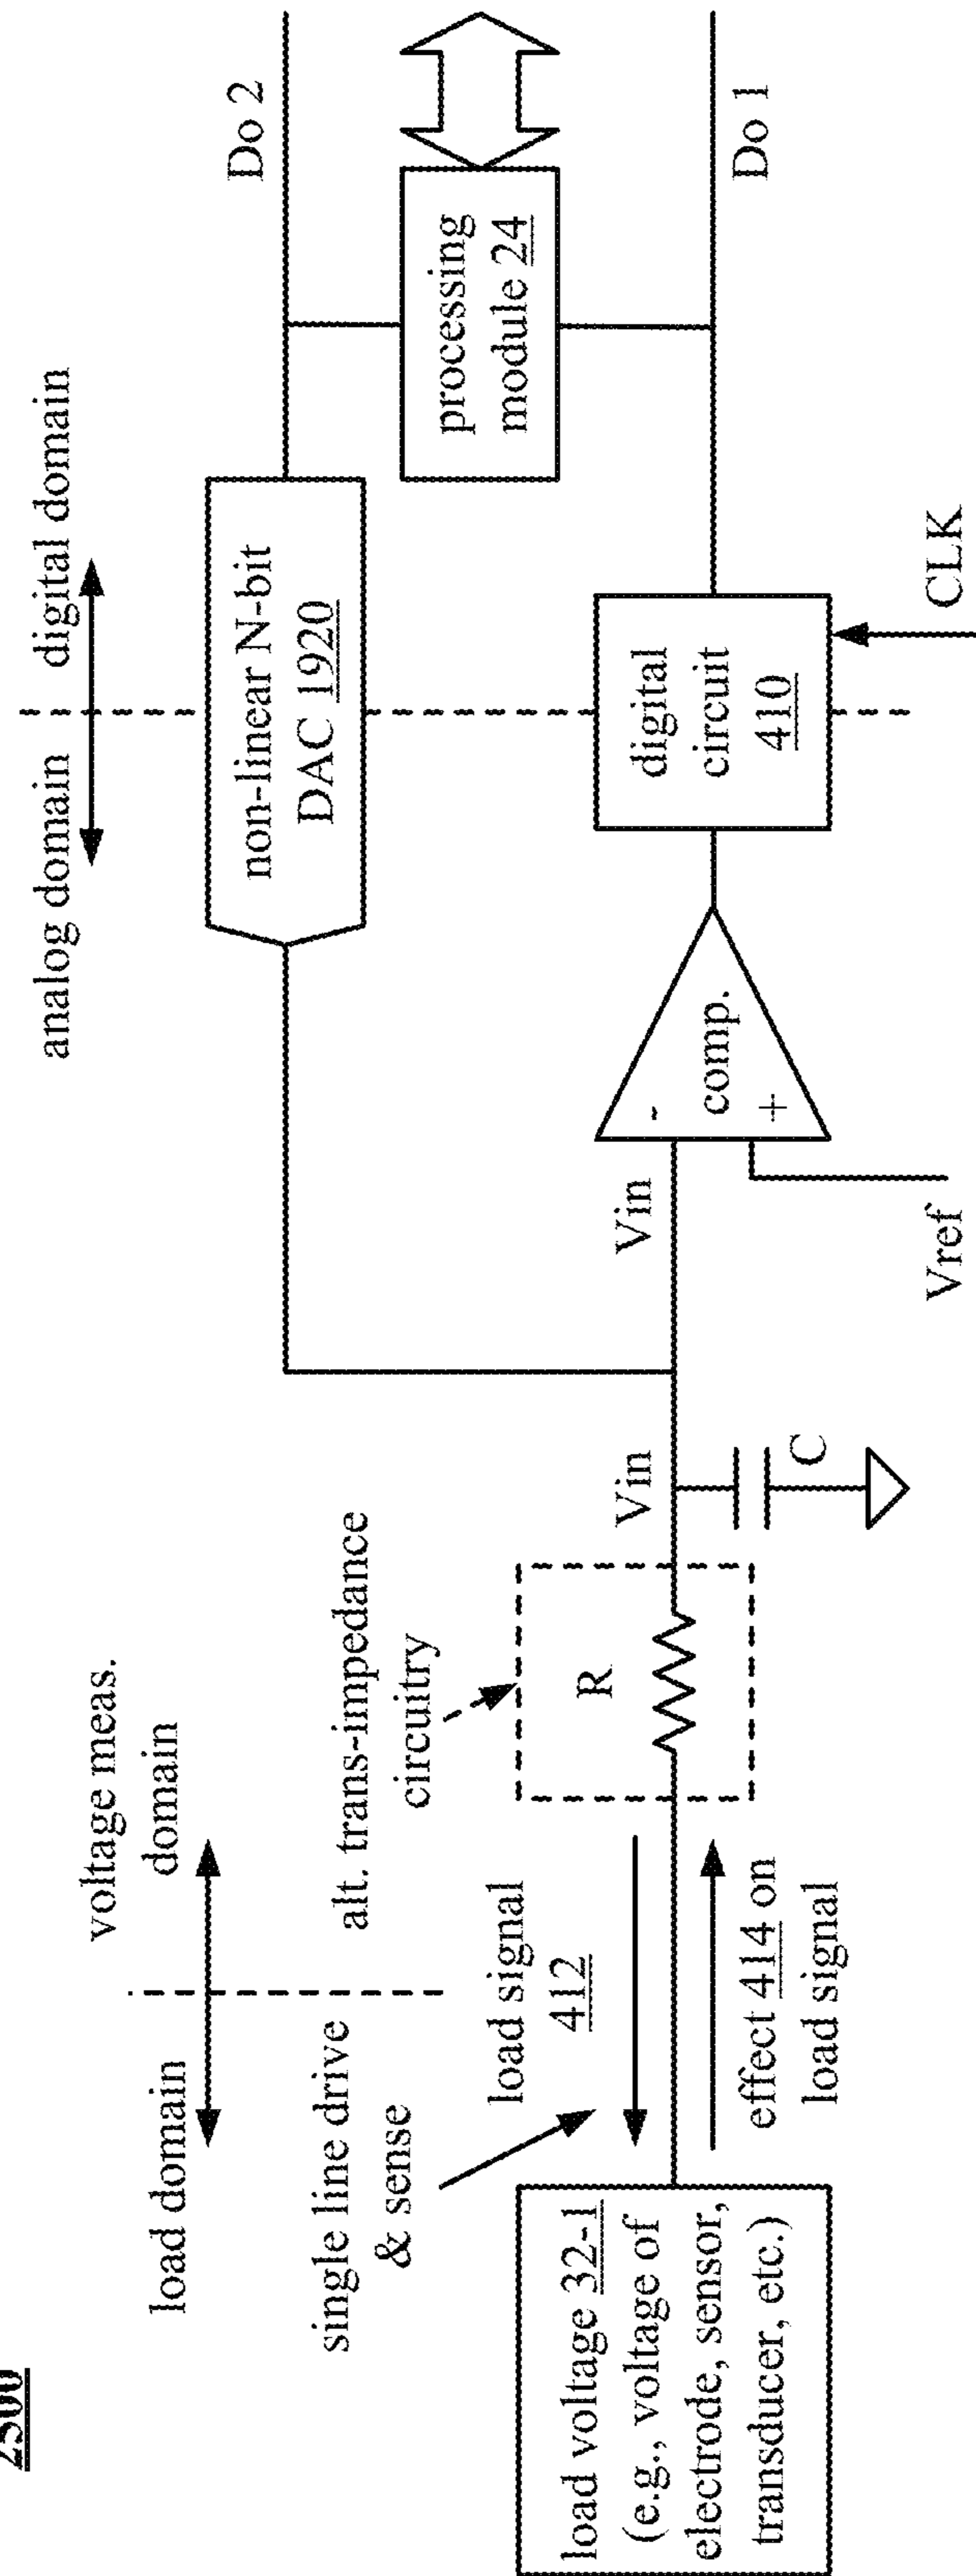 2500
load domain
voltage meas.
domain
analog domain
digital domain
single line drive
& sense
alt. trans-impedance
circuitry
non-linear N-bit
DAC 1920
Do 2
load signal
412
R
Vin
Vin
processing
module 24
load voltage 32-1
(e.g., voltage of
electrode, sensor,
transducer, etc.)
effect 414 on
load signal
C
-
comp.
+
Vref
digital
circuit
410
CLK
Do 1